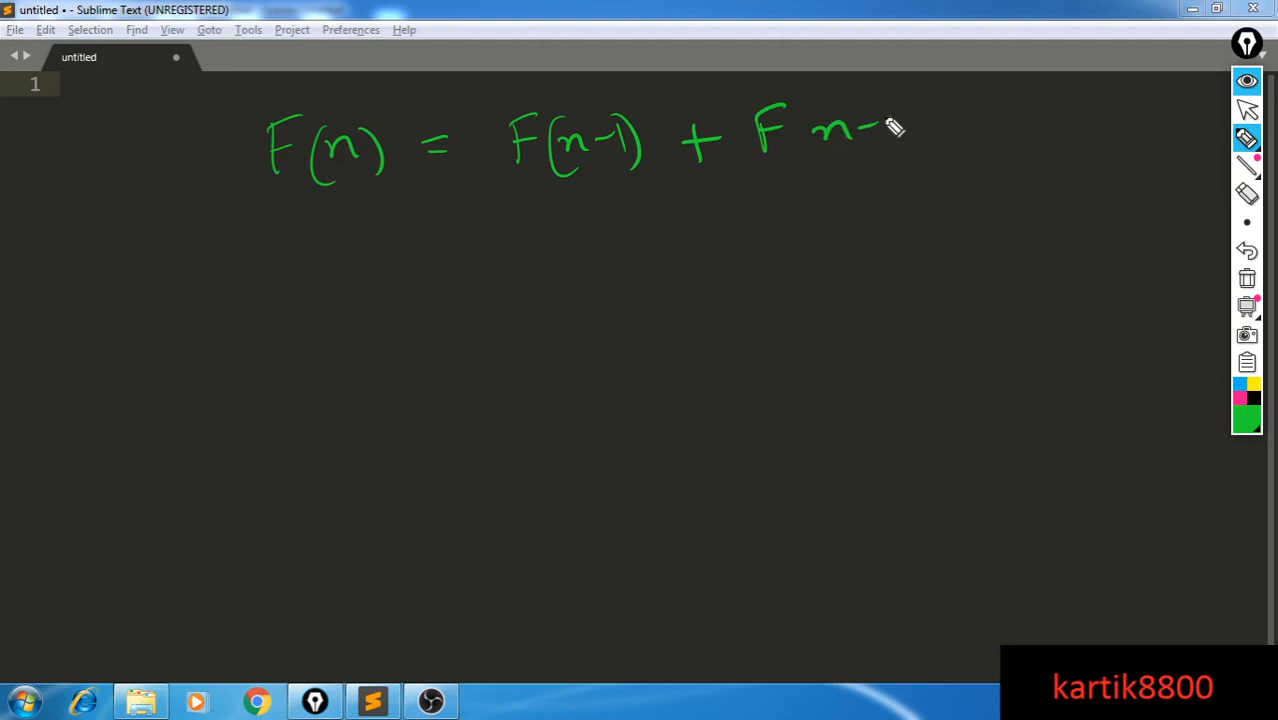 untitled • - Sublime Text (UNREGISTERED)
File Edit Selection Find View Goto Tools Project Preferences Help
untitled
1
F(n) = F(n-1) + F n-
kartik8800